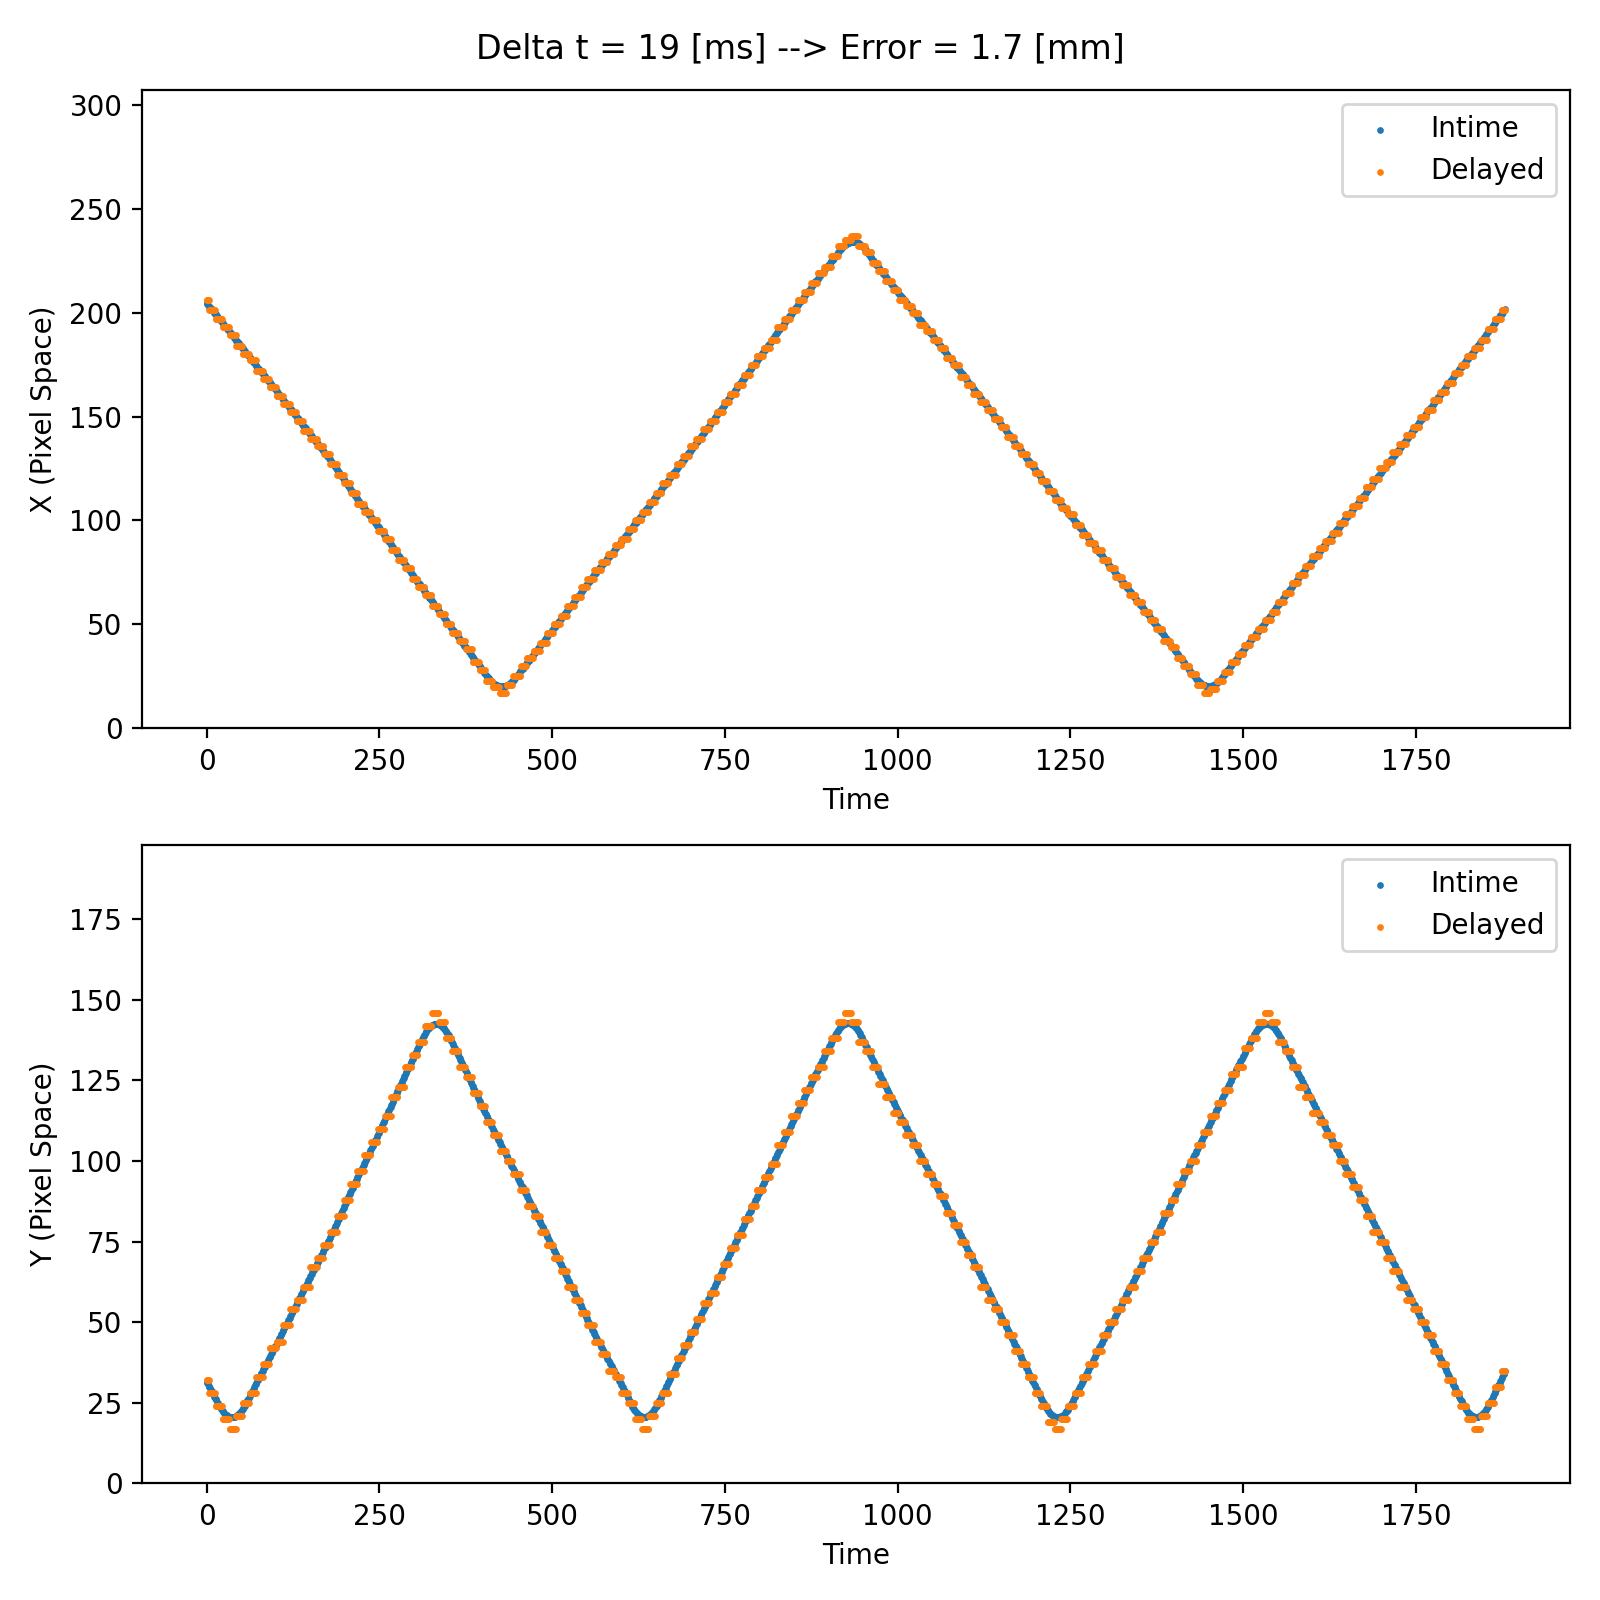 Delta t = 19 [ms] --> Error = 1.7 [mm]
300
250
200
150
100
50
0
X (Pixel Space)
Intime
Delayed
0 250 500 750 1000 1250 1500 1750
Time
175
150
125
100
75
50
25
0
Y (Pixel Space)
Intime
Delayed
0 250 500 750 1000 1250 1500 1750
Time